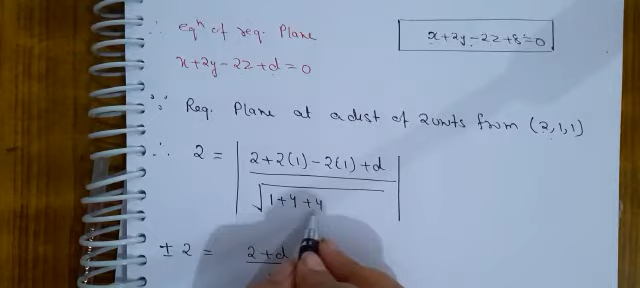 ∴ eqⁿ of req. Plane
x+2y-2z+8=0
x+2y-2z+d=0
∵ Req. Plane at a dist of 2 units from (2,1,1)
∴ 2 = | (2+2(1)-2(1)+d) / √(1+4+4) |
± 2 = 2+d